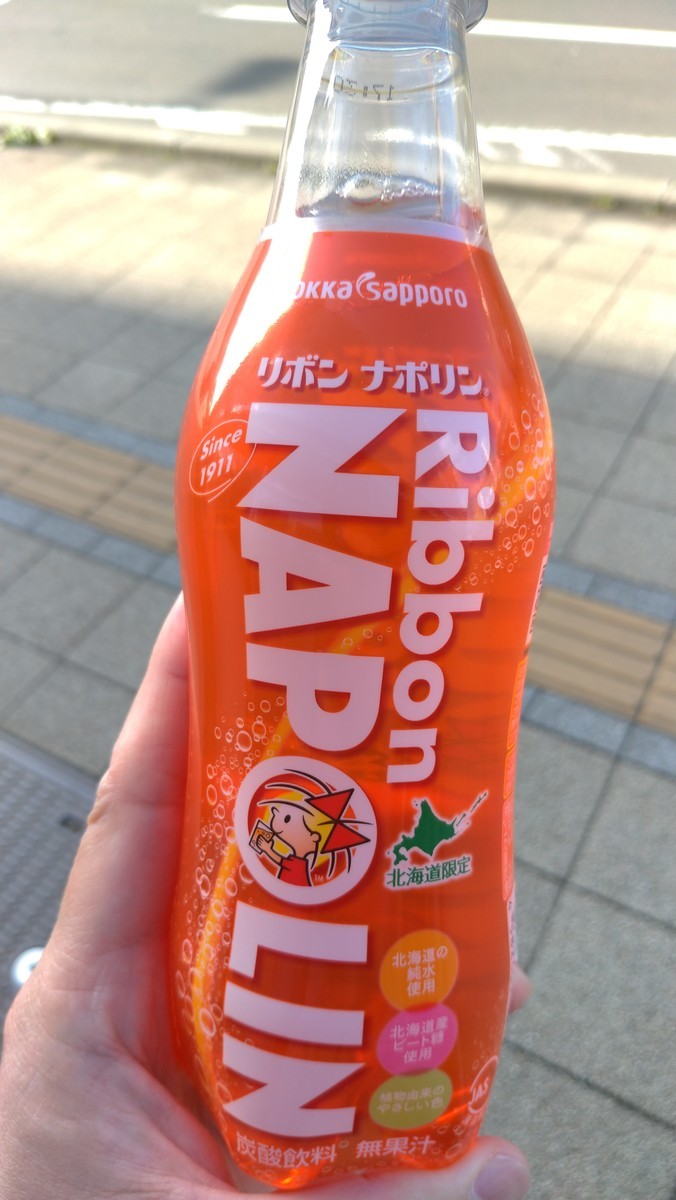 okka sapporo
リボン ナポリン®
Since
1911
Ribbon
NAPOLIN
北海道限定
北海道の
純水
使用
北海道産
ビート糖
使用
植物由来の
やさしい色
JAS
炭酸飲料 無果汁